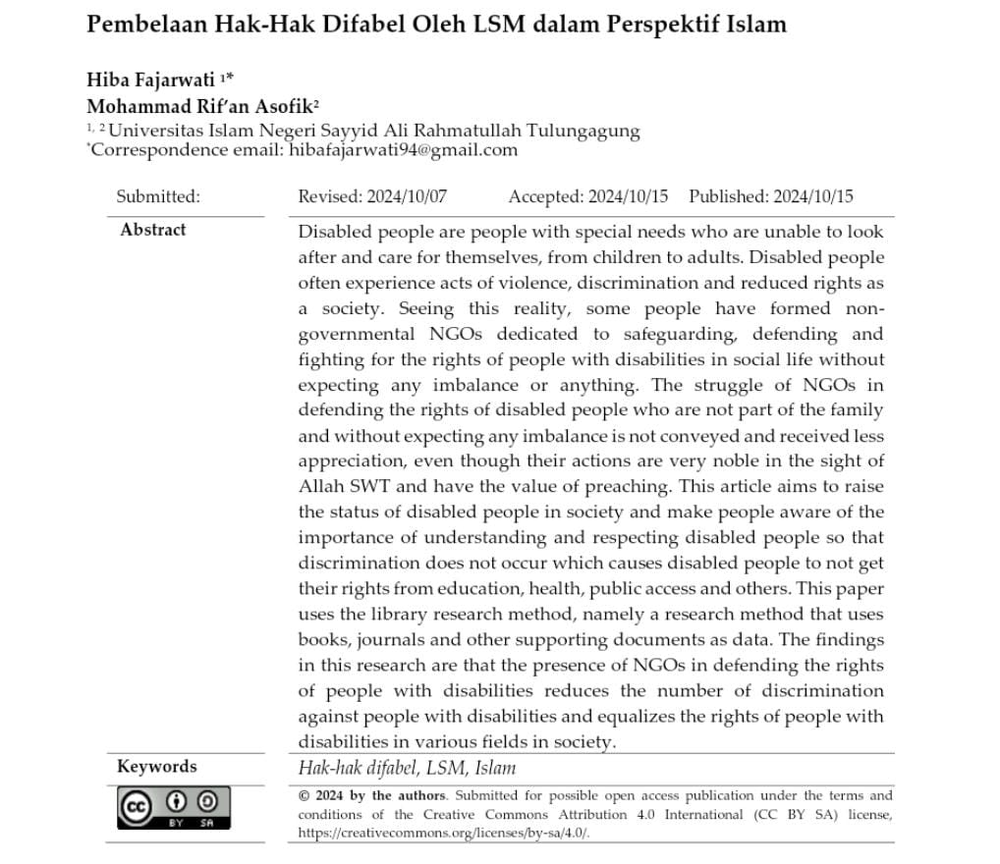 Pembelaan Hak-Hak Difabel Oleh LSM dalam Perspektif Islam
Hiba Fajarwati ¹*
Mohammad Rif’an Asofik²
¹, ² Universitas Islam Negeri Sayyid Ali Rahmatullah Tulungagung
*Correspondence email: hibafajarwati94@gmail.com
Submitted: Revised: 2024/10/07 Accepted: 2024/10/15 Published: 2024/10/15
Abstract
Disabled people are people with special needs who are unable to look
after and care for themselves, from children to adults. Disabled people
often experience acts of violence, discrimination and reduced rights as
a society. Seeing this reality, some people have formed non-
governmental NGOs dedicated to safeguarding, defending and
fighting for the rights of people with disabilities in social life without
expecting any imbalance or anything. The struggle of NGOs in
defending the rights of disabled people who are not part of the family
and without expecting any imbalance is not conveyed and received less
appreciation, even though their actions are very noble in the sight of
Allah SWT and have the value of preaching. This article aims to raise
the status of disabled people in society and make people aware of the
importance of understanding and respecting disabled people so that
discrimination does not occur which causes disabled people to not get
their rights from education, health, public access and others. This paper
uses the library research method, namely a research method that uses
books, journals and other supporting documents as data. The findings
in this research are that the presence of NGOs in defending the rights
of people with disabilities reduces the number of discrimination
against people with disabilities and equalizes the rights of people with
disabilities in various fields in society.
Keywords
Hak-hak difabel, LSM, Islam
cc BY SA
© 2024 by the authors. Submitted for possible open access publication under the terms and
conditions of the Creative Commons Attribution 4.0 International (CC BY SA) license,
https://creativecommons.org/licenses/by-sa/4.0/.